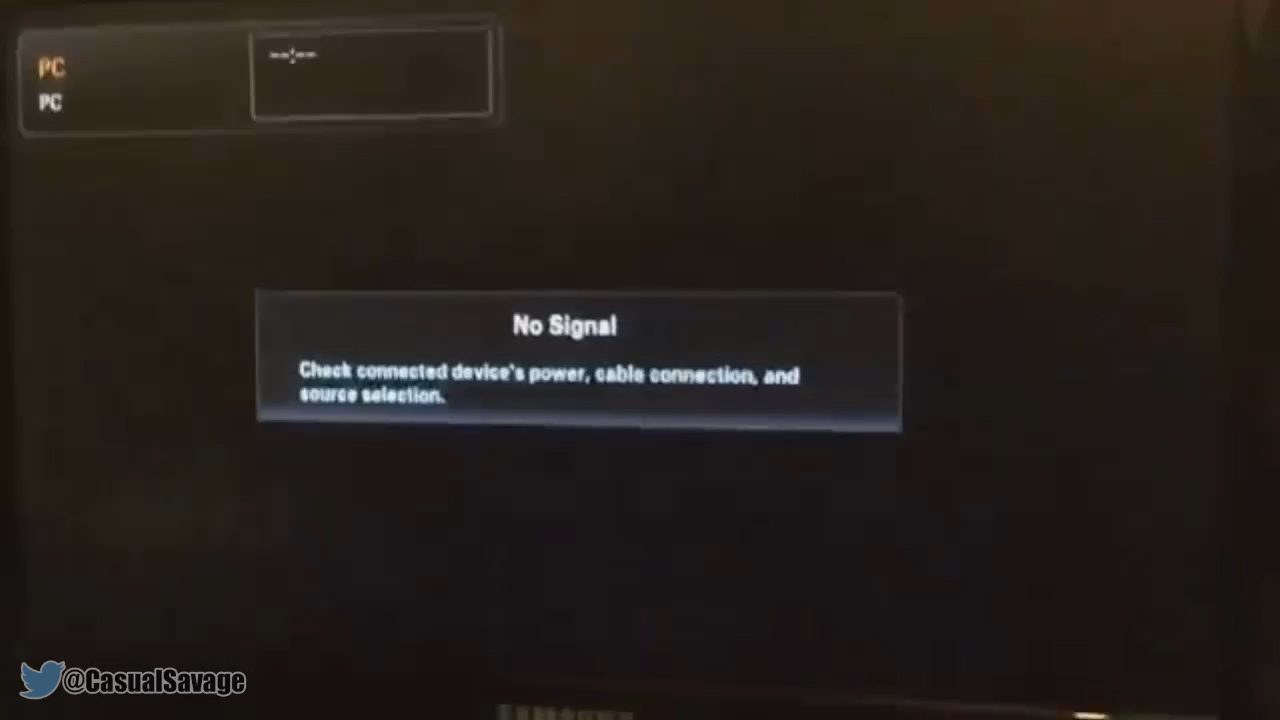 PC
PC
--:--
No Signal
Check connected device's power, cable connection, and
source selection.
@CasualSavage